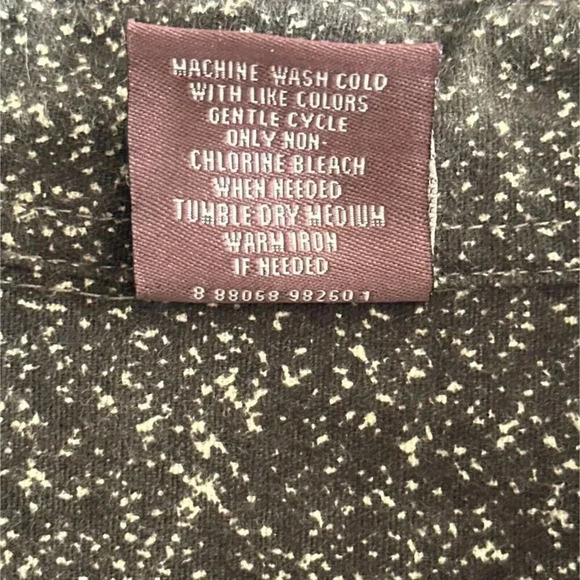 MACHINE WASH COLD
WITH LIKE COLORS
GENTLE CYCLE
ONLY NON-
CHLORINE BLEACH
WHEN NEEDED
TUMBLE DRY MEDIUM
WARM IRON
IF NEEDED
8 88068 98260 1